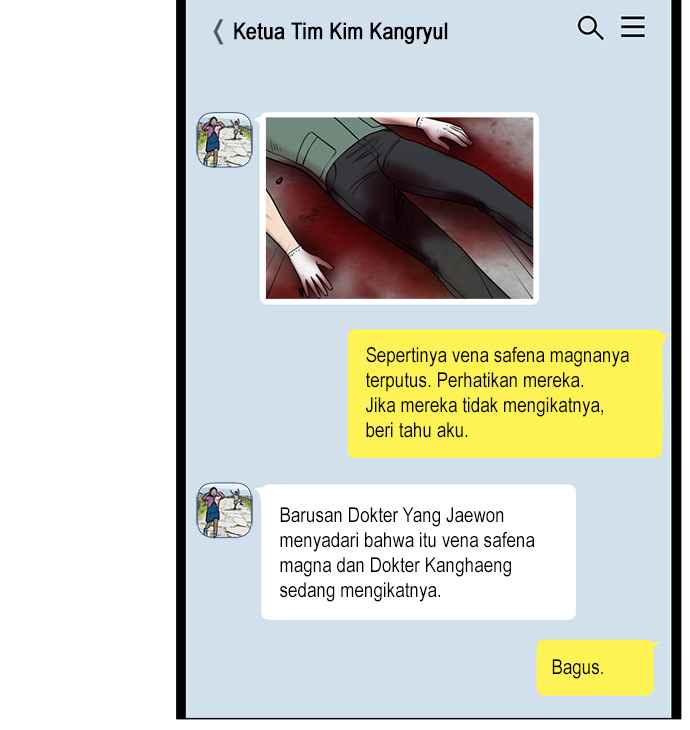 Ketua Tim Kim Kangryul
Sepertinya vena safena magnanya
terputus. Perhatikan mereka.
Jika mereka tidak mengikatnya,
beri tahu aku.
Barusan Dokter Yang Jaewon
menyadari bahwa itu vena safena
magna dan Dokter Kanghaeng
sedang mengikatnya.
Bagus.